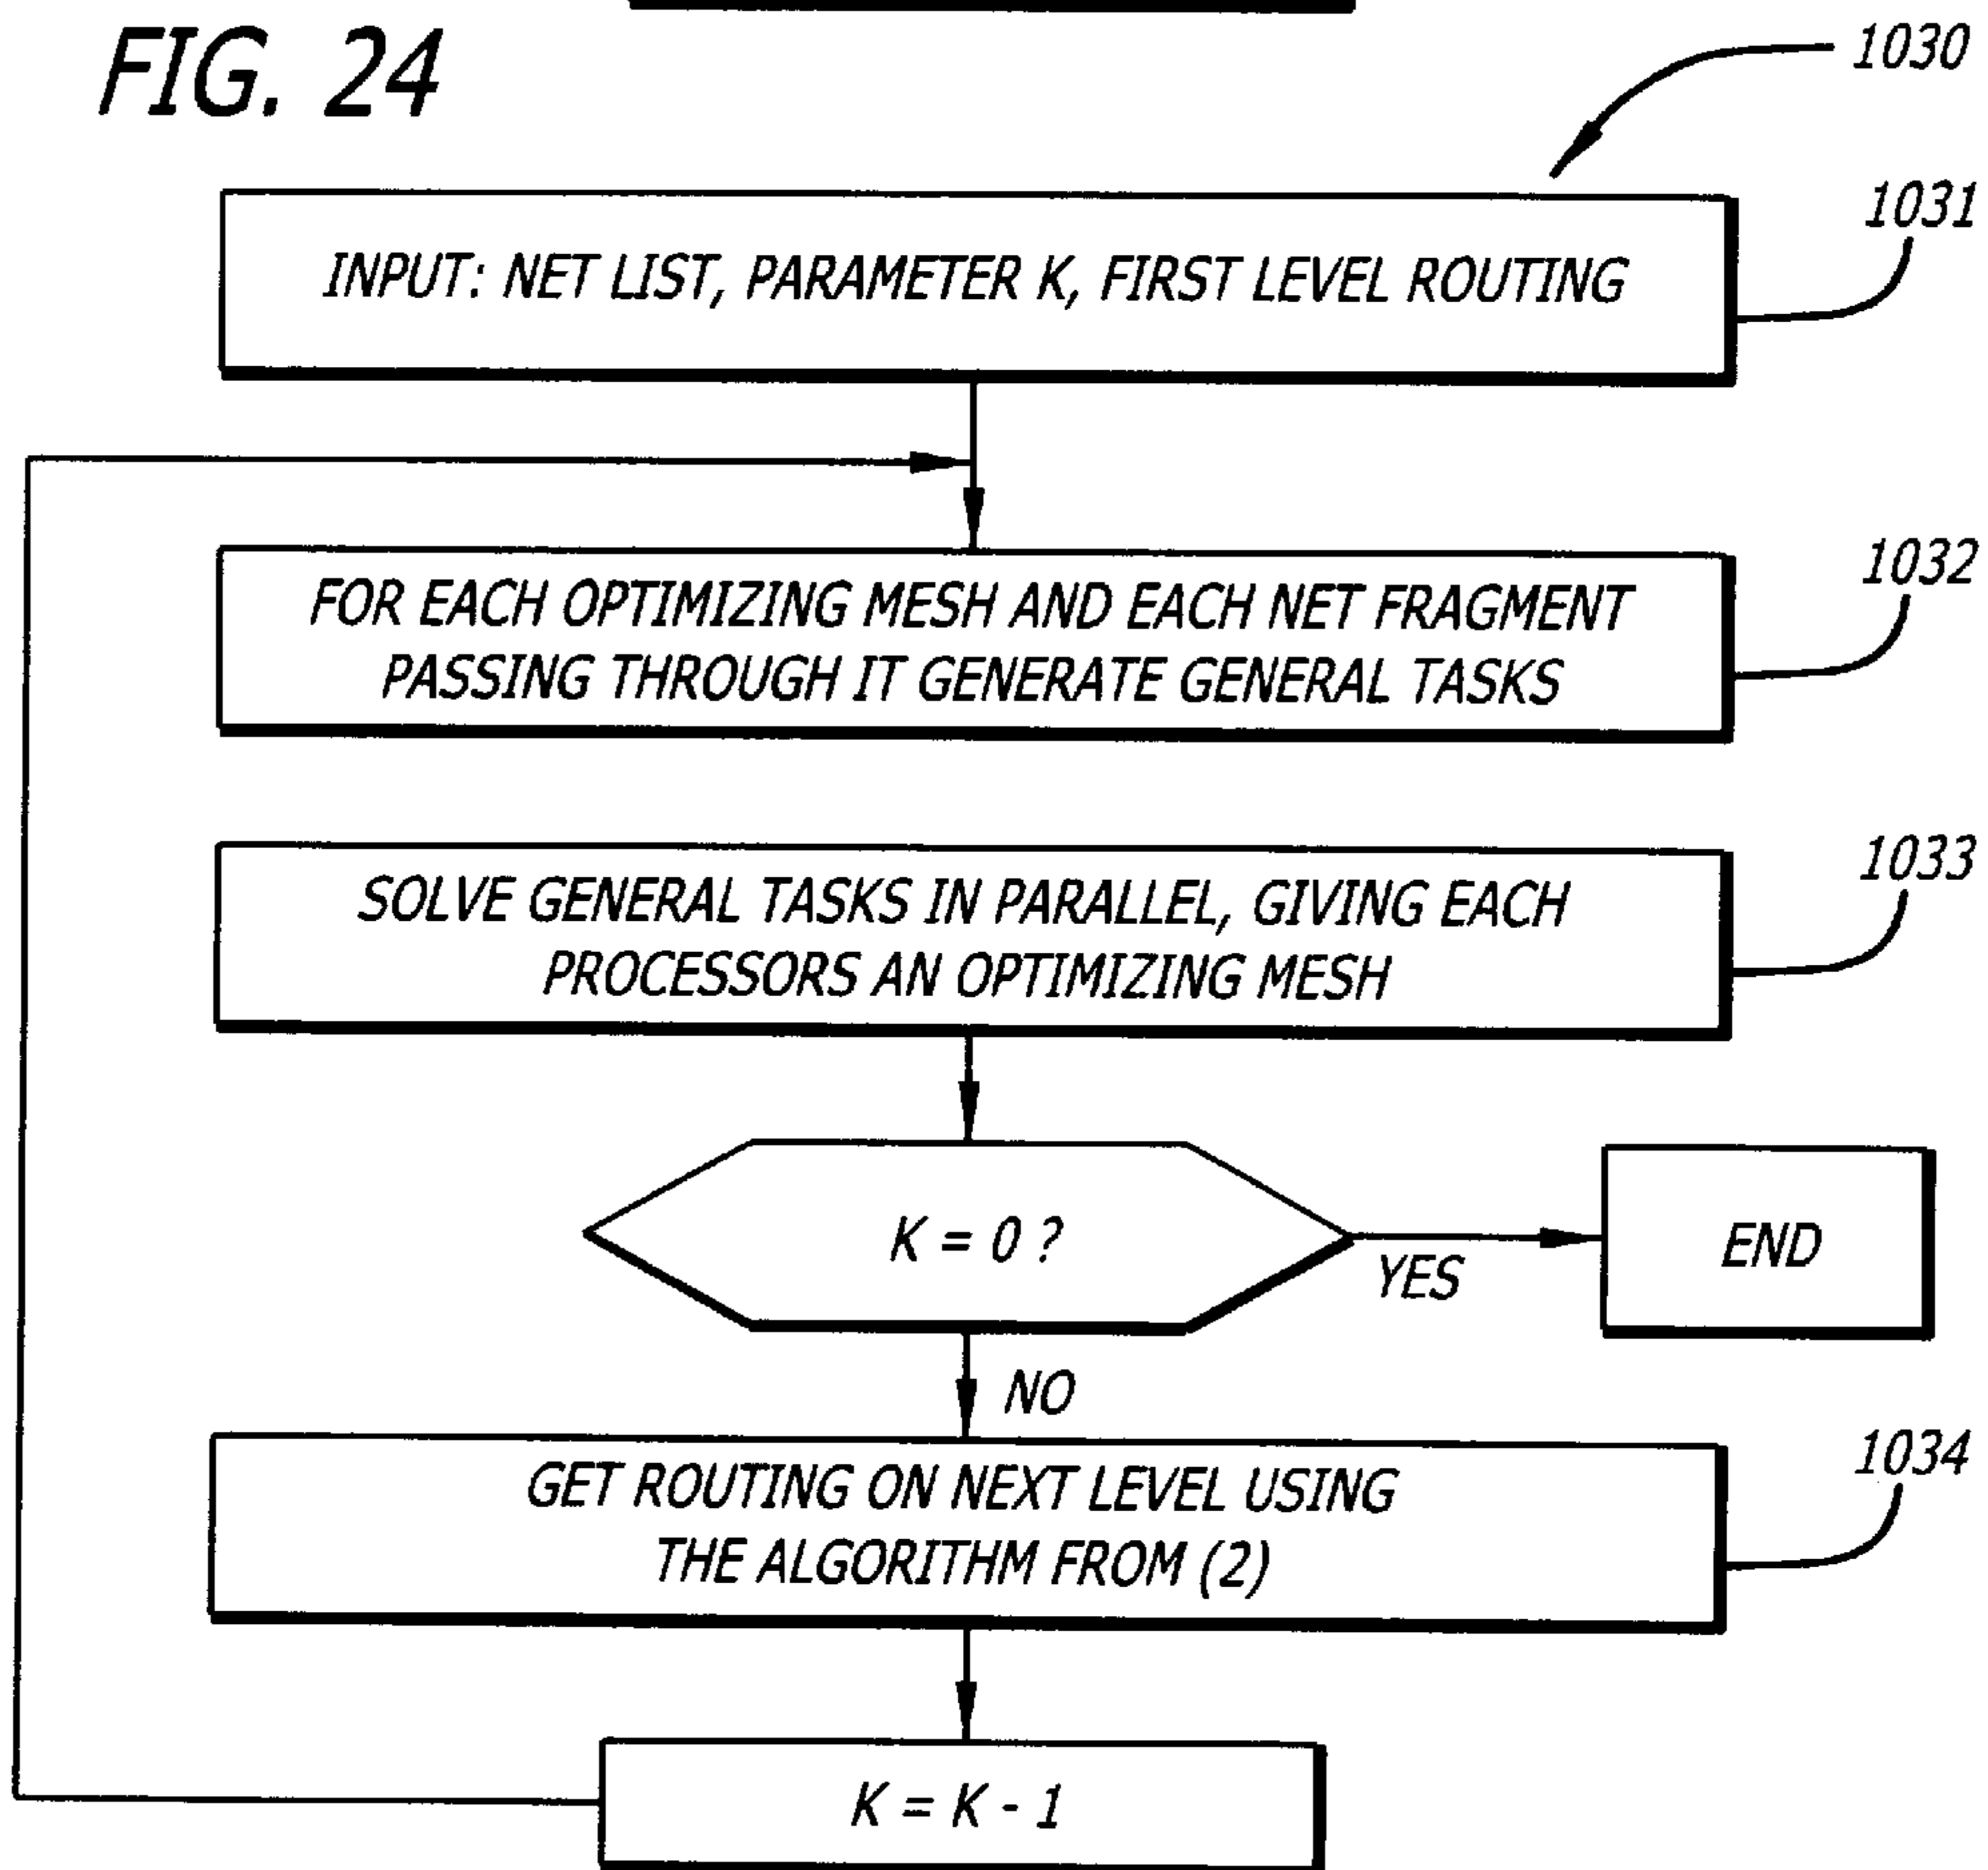 FIG. 24
1030
1031
INPUT: NET LIST, PARAMETER K, FIRST LEVEL ROUTING
1032
FOR EACH OPTIMIZING MESH AND EACH NET FRAGMENT
PASSING THROUGH IT GENERATE GENERAL TASKS
1033
SOLVE GENERAL TASKS IN PARALLEL, GIVING EACH
PROCESSORS AN OPTIMIZING MESH
K = 0 ?
YES
END
NO
1034
GET ROUTING ON NEXT LEVEL USING
THE ALGORITHM FROM (2)
K = K - 1